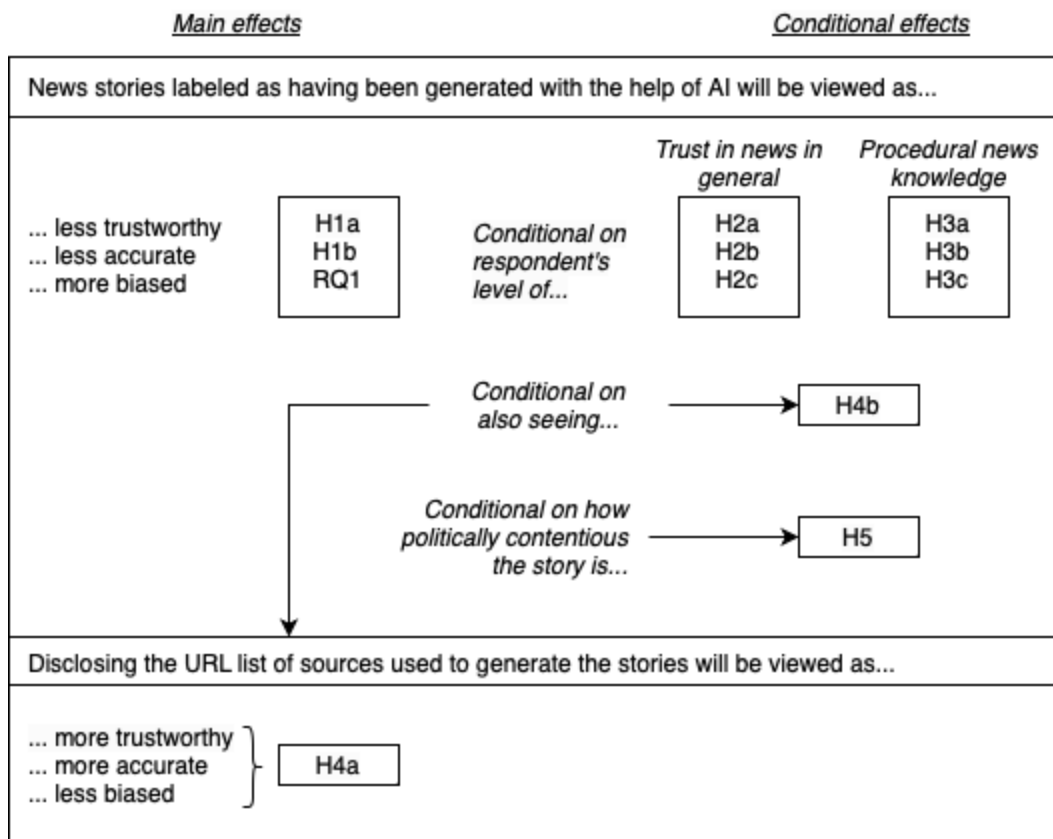 Main effects
Conditional effects
News stories labeled as having been generated with the help of AI will be viewed as...
Trust in news in
general
Procedural news
knowledge
... less trustworthy
... less accurate
... more biased
H1a
H1b
RQ1
Conditional on
respondent's
level of...
H2a
H2b
H2c
H3a
H3b
H3c
Conditional on
also seeing...
H4b
Conditional on how
politically contentious
the story is...
H5
Disclosing the URL list of sources used to generate the stories will be viewed as...
... more trustworthy
... more accurate
... less biased
H4a